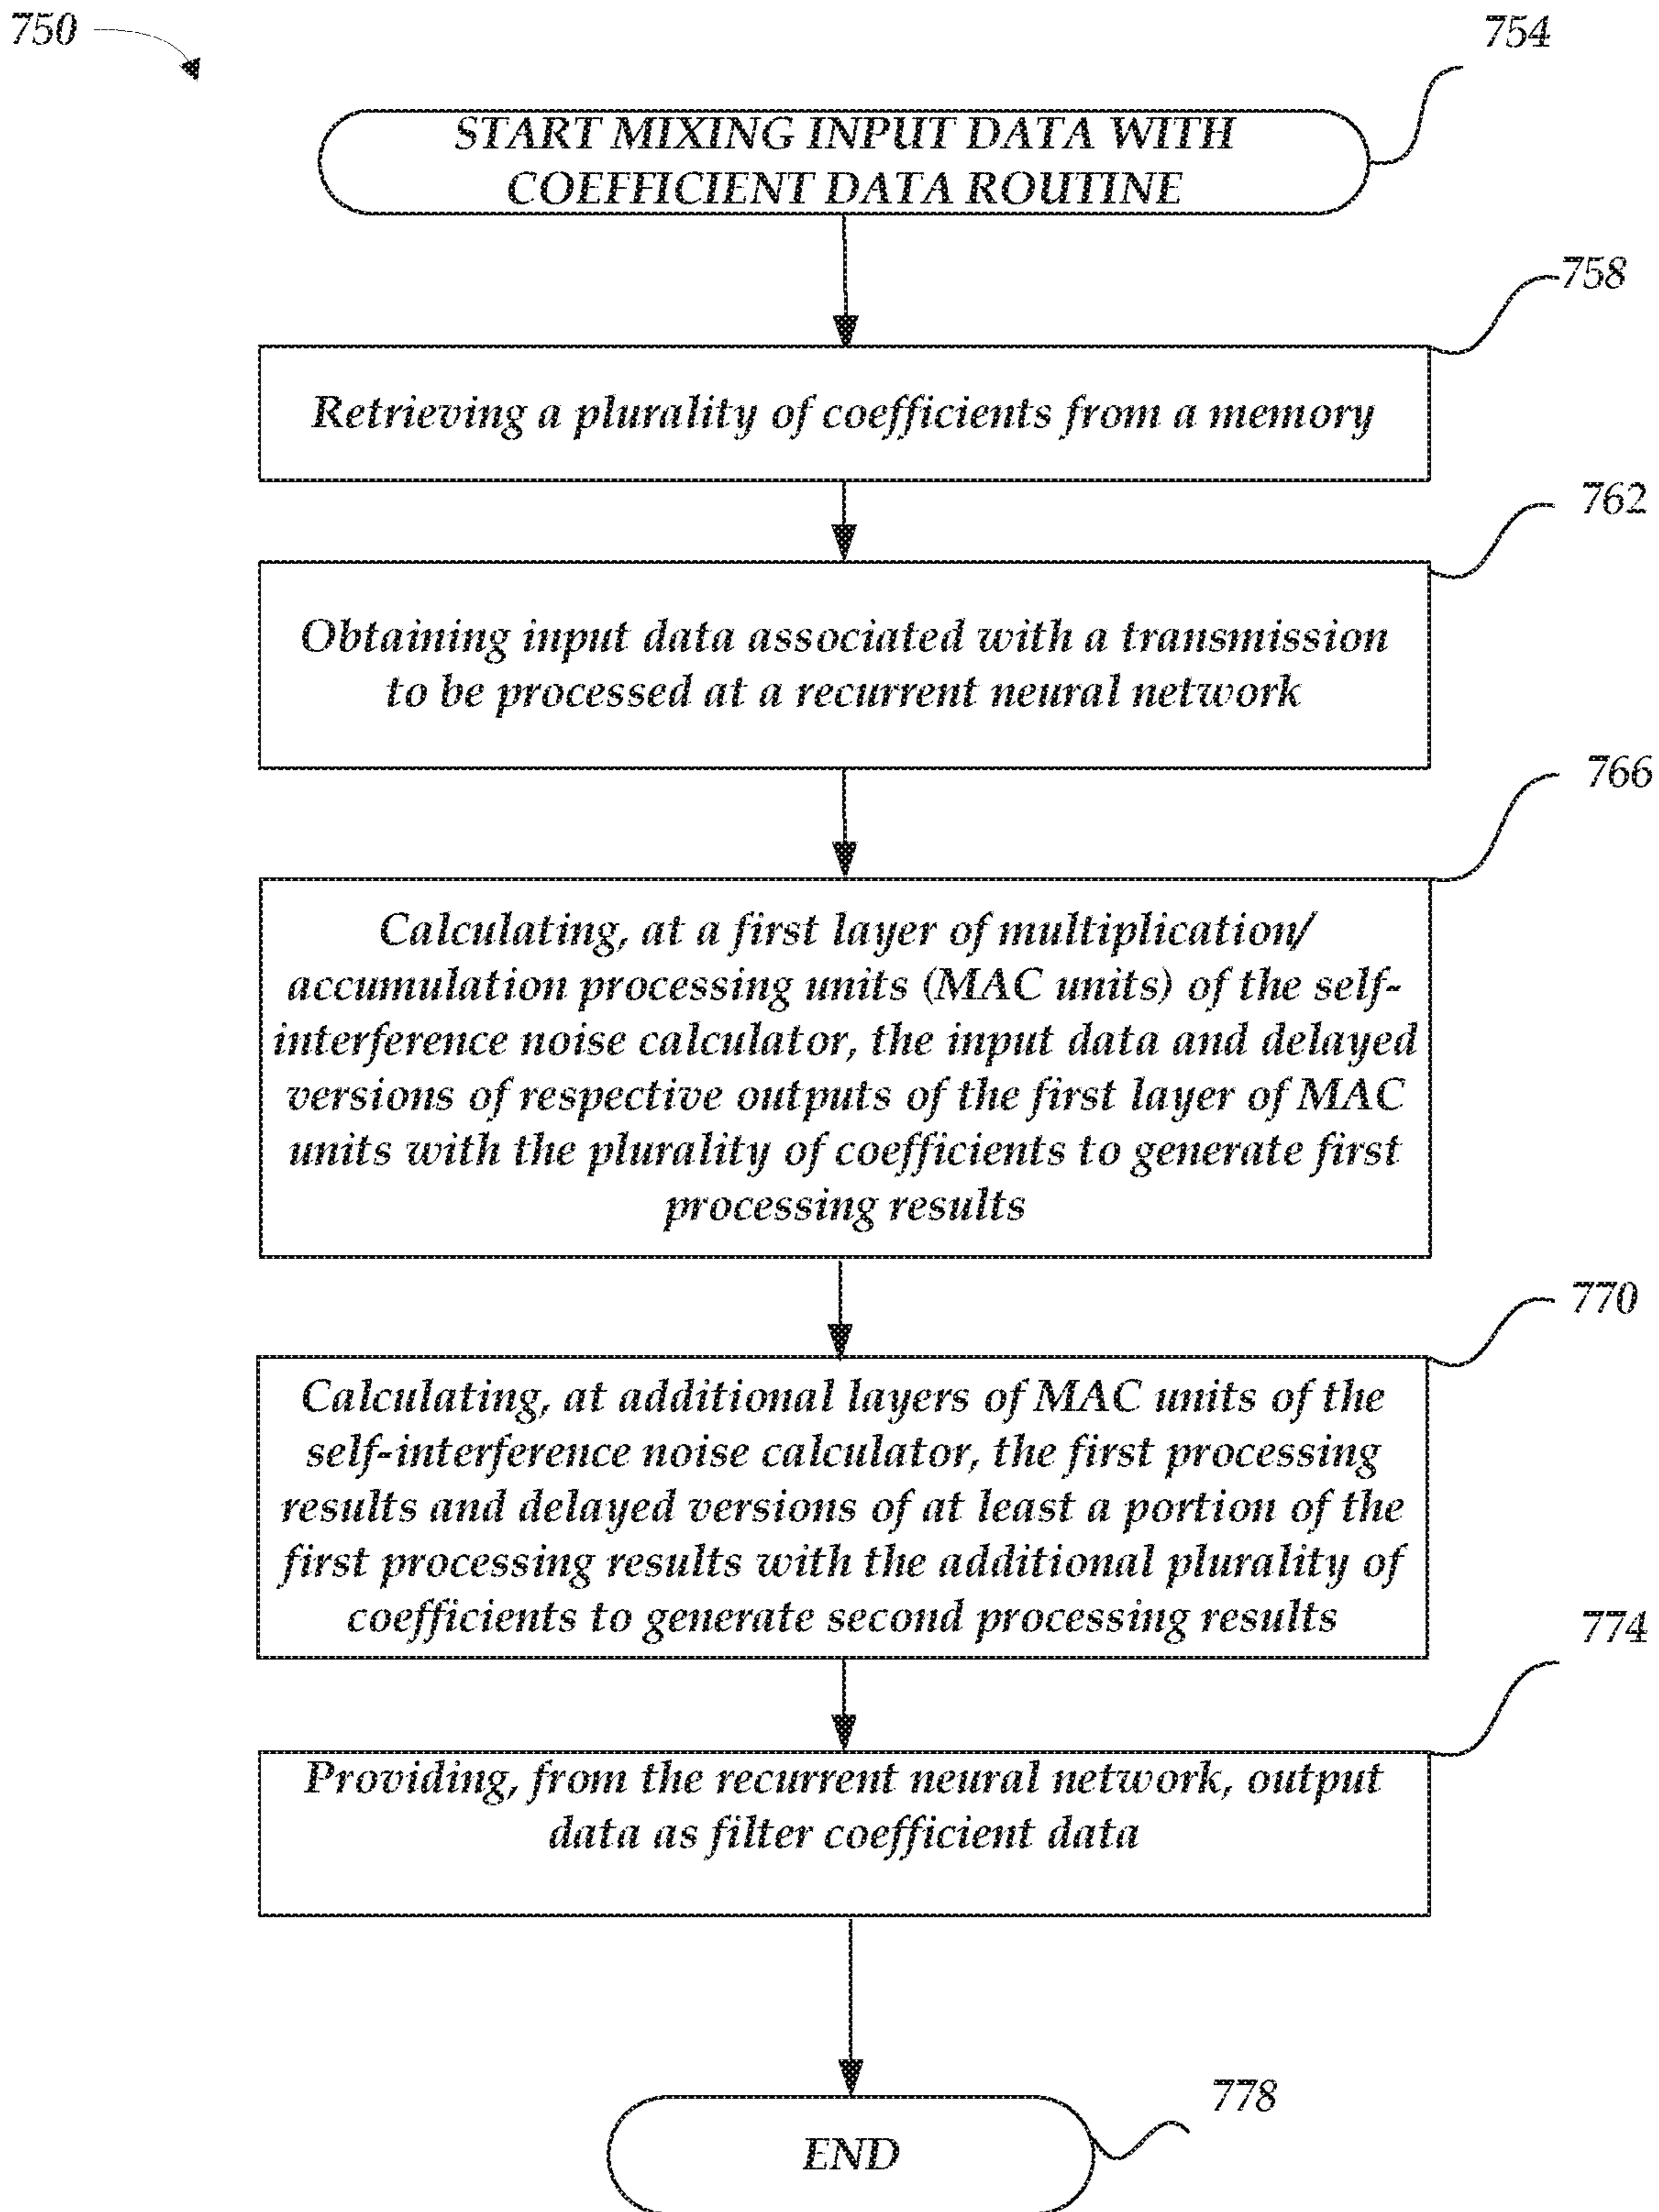 750
754
START MIXING INPUT DATA WITH
COEFFICIENT DATA ROUTINE
758
Retrieving a plurality of coefficients from a memory
762
Obtaining input data associated with a transmission
to be processed at a recurrent neural network
766
Calculating, at a first layer of multiplication/
accumulation processing units (MAC units) of the self-
interference noise calculator, the input data and delayed
versions of respective outputs of the first layer of MAC
units with the plurality of coefficients to generate first
processing results
770
Calculating, at additional layers of MAC units of the
self-interference noise calculator, the first processing
results and delayed versions of at least a portion of the
first processing results with the additional plurality of
coefficients to generate second processing results
774
Providing, from the recurrent neural network, output
data as filter coefficient data
778
END